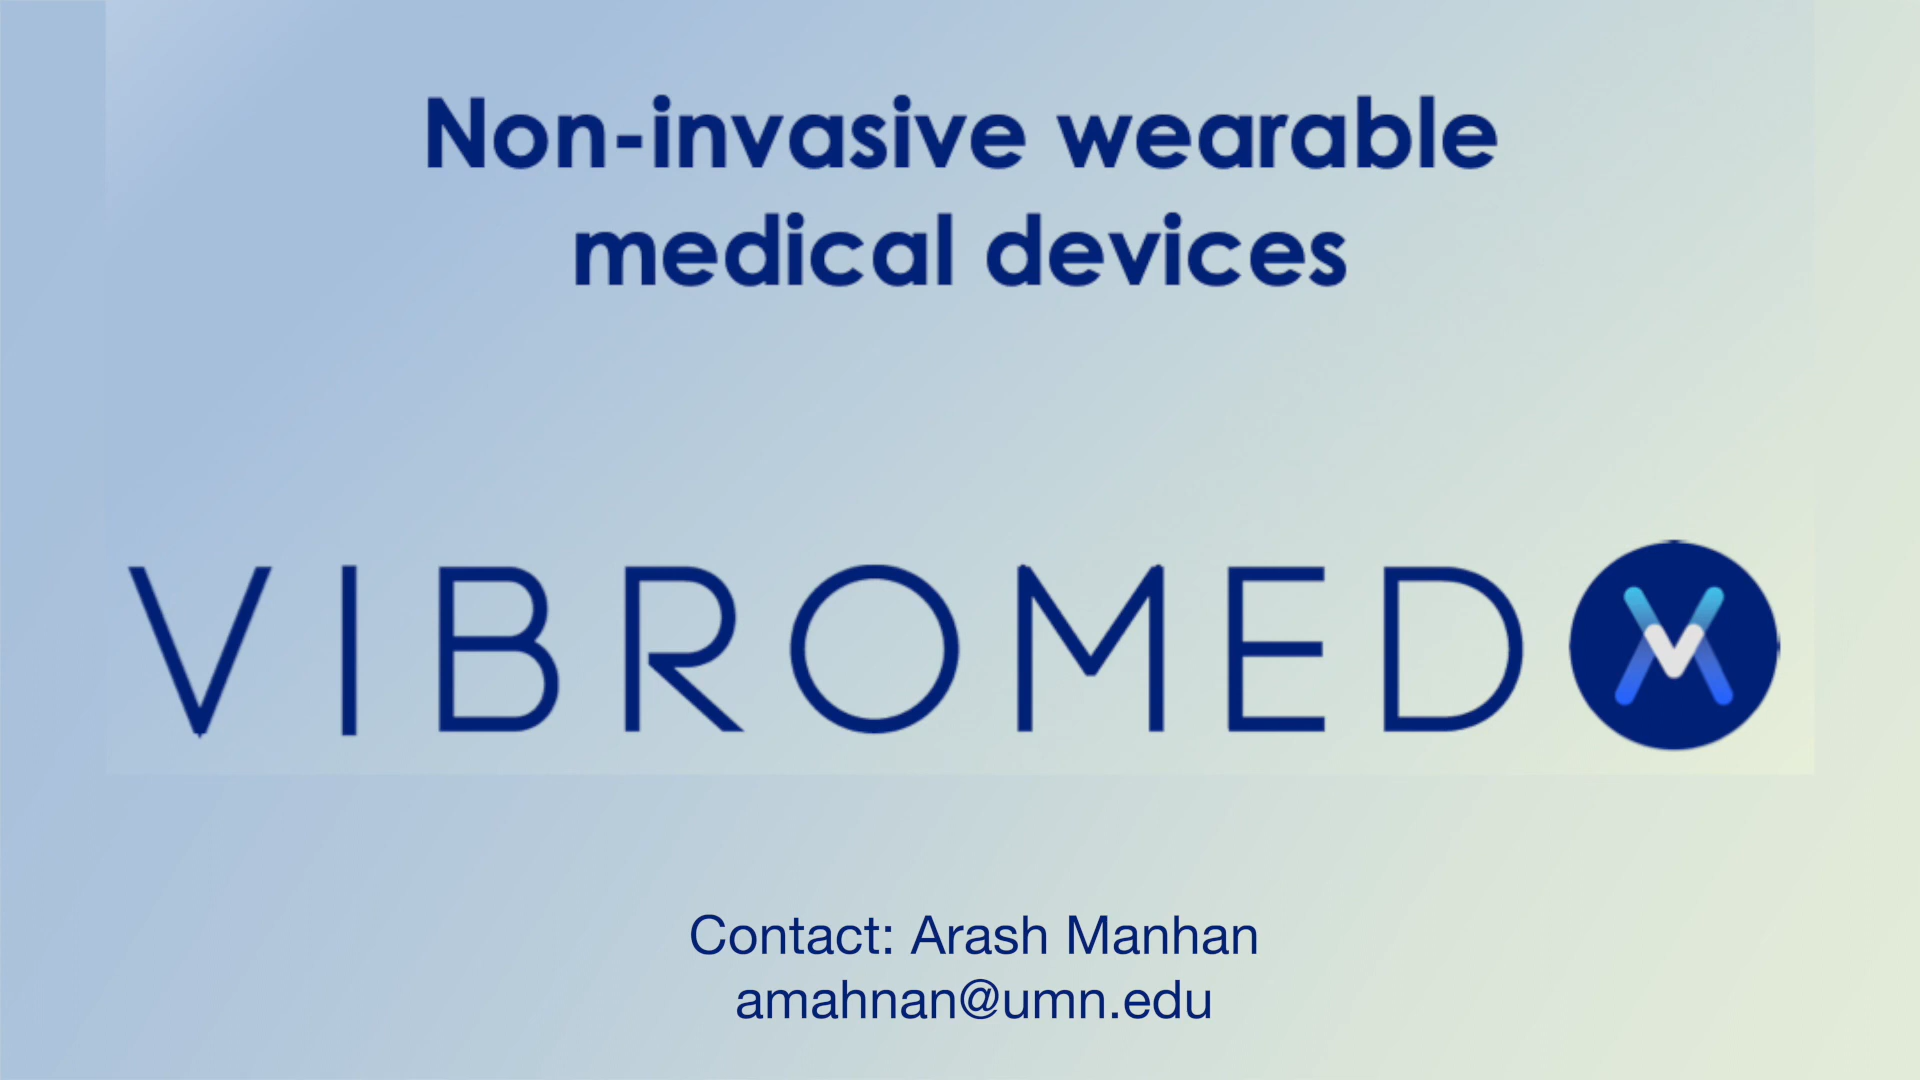 Non-invasive wearable
medical devices
VIBROMED
Contact: Arash Manhan
amahnan@umn.edu